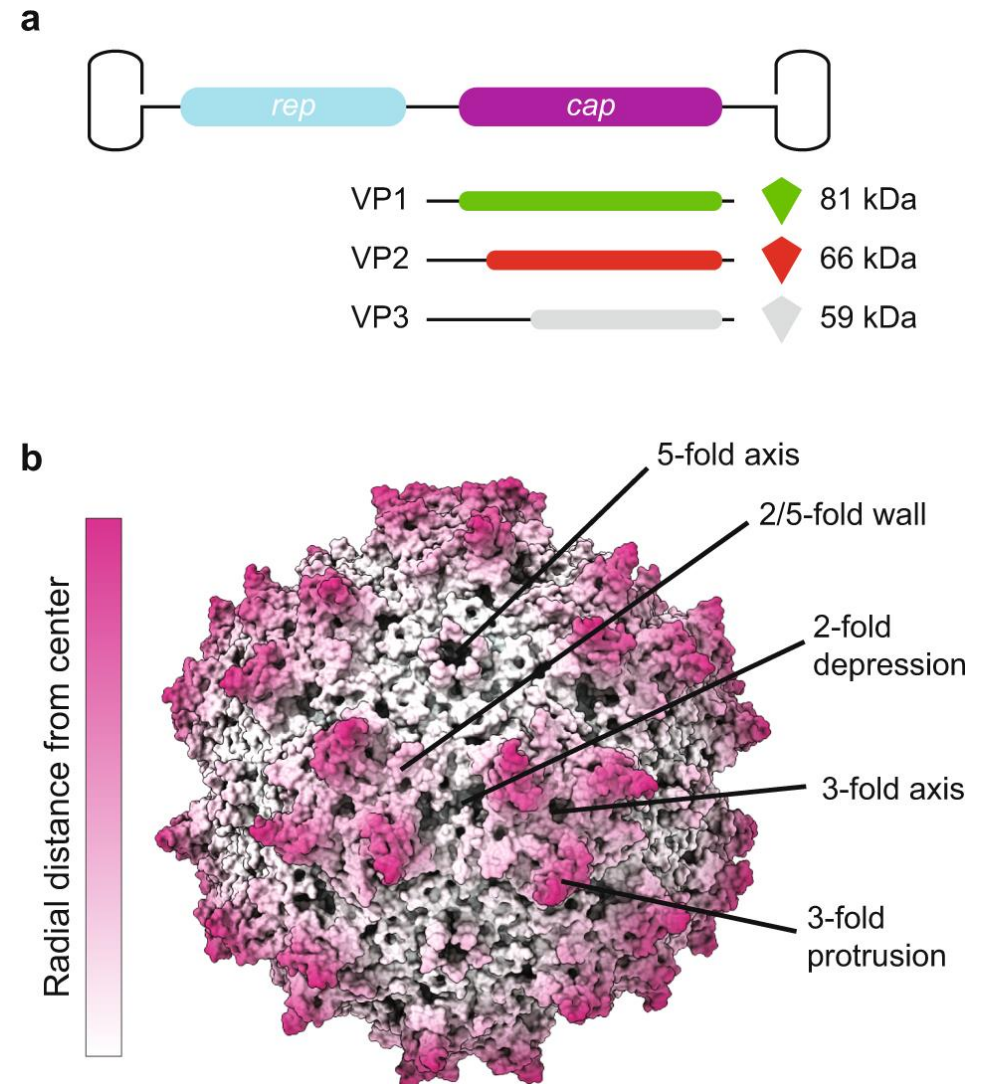 a
rep cap
VP1 81 kDa
VP2 66 kDa
VP3 59 kDa
b
5-fold axis
2/5-fold wall
2-fold
depression
3-fold axis
3-fold
protrusion
Radial distance from center